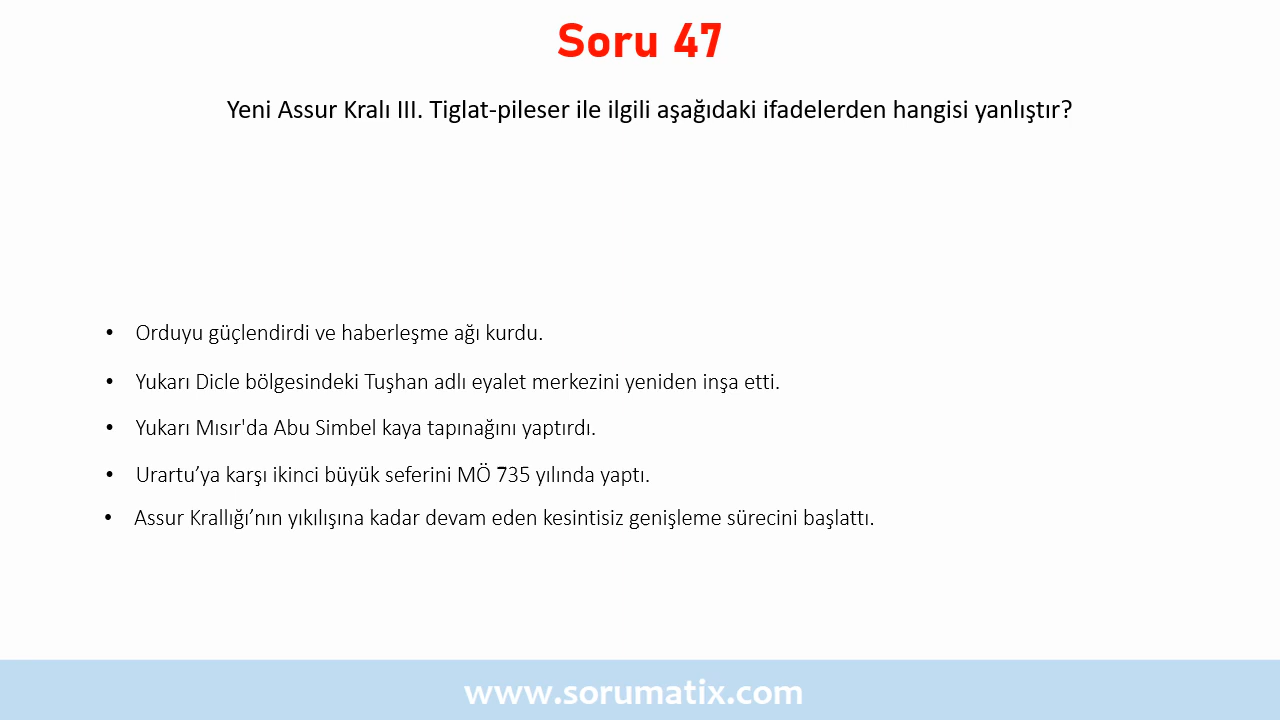 Soru 47
Yeni Assur Kralı III. Tiglat-pileser ile ilgili aşağıdaki ifadelerden hangisi yanlıştır?
• Orduyu güçlendirdi ve haberleşme ağı kurdu.
• Yukarı Dicle bölgesindeki Tuşhan adlı eyalet merkezini yeniden inşa etti.
• Yukarı Mısır'da Abu Simbel kaya tapınağını yaptırdı.
• Urartu’ya karşı ikinci büyük seferini MÖ 735 yılında yaptı.
• Assur Krallığı’nın yıkılışına kadar devam eden kesintisiz genişleme sürecini başlattı.
www.sorumatix.com